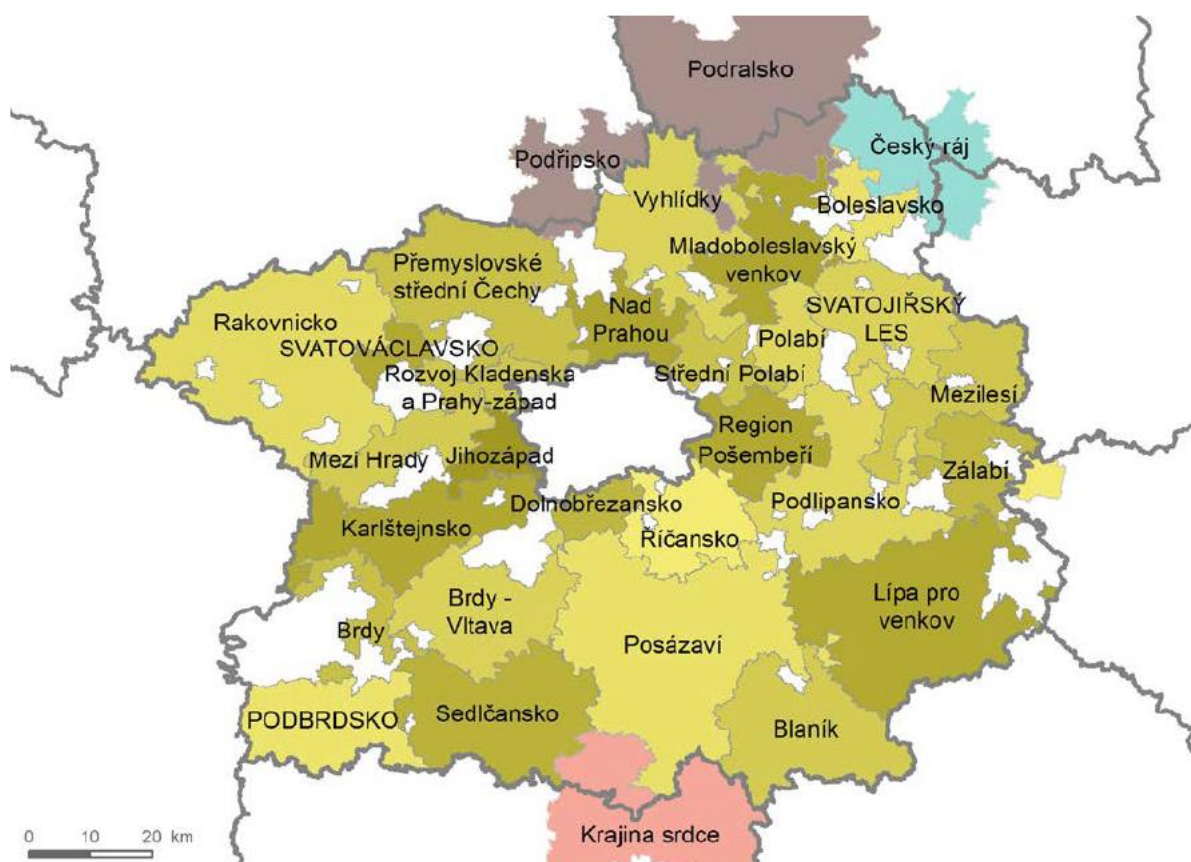 Podralsko
Český ráj
Podřipsko
Vyhlídky
Boleslavsko
Mladoboleslavský
venkov
Přemyslovské
střední Čechy
SVATOJIŘSKÝ
LES
Rakovnicko
Nad
Prahou
Polabí
SVATOVÁCLAVSKO
Rozvoj Kladenska
a Prahy-západ
Střední Polabí
Mezilesí
Region
Pošembeří
Mezi Hrady
Jihozápad
Zálabí
Dolnobřezansko
Podlipansko
Karlštejnsko
Říčansko
Brdy -
Vltava
Lípa pro
venkov
Brdy
Posázaví
PODBRDSKO
Sedlčansko
Blaník
Krajina srdce
0 10 20 km